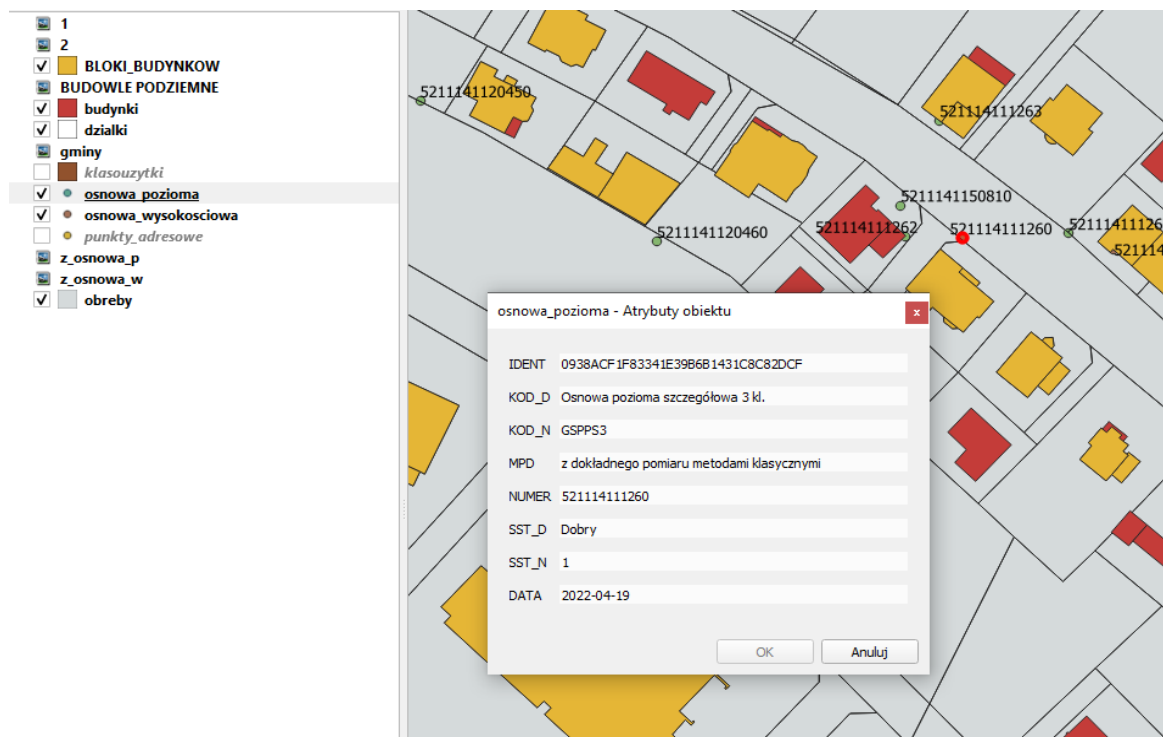 1
2
BLOKI_BUDYNKOW
BUDOWLE PODZIEMNE
budynki
dzialki
gminy
klasouzytki
osnowa_pozioma
osnowa_wysokosciowa
punkty_adresowe
z_osnowa_p
z_osnowa_w
obreby
5211141120450
521114111263
5211141150810
521114111262
521114111260
52111411126
521114
5211141120460
osnowa_pozioma - Atrybuty obiektu
x
IDENT 0938ACF1F83341E39B6B1431C8C82DCF
KOD_D Osnowa pozioma szczegółowa 3 kl.
KOD_N GSPPS3
MPD z dokładnego pomiaru metodami klasycznymi
NUMER 521114111260
SST_D Dobry
SST_N 1
DATA 2022-04-19
OK Anuluj